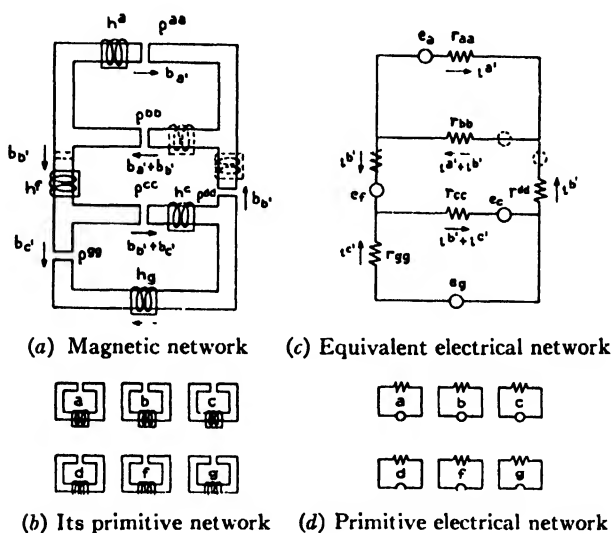 h^a p^aa
b_a'
p^bb
b_b' b_a'+b_b'
h^f p^cc h^c p^dd b_b'
b_c' b_b'+b_c'
p^gg
h_g
(a) Magnetic network
e_a r_aa
ι^a'
r_bb
ι^b' ι^a'+ι^b'
e_f r_cc e_c r^dd ι^b'
ι^c' ι^b'+ι^c'
r_gg
e_g
(c) Equivalent electrical network
a b c
d f g
(b) Its primitive network
a b c
d f g
(d) Primitive electrical network